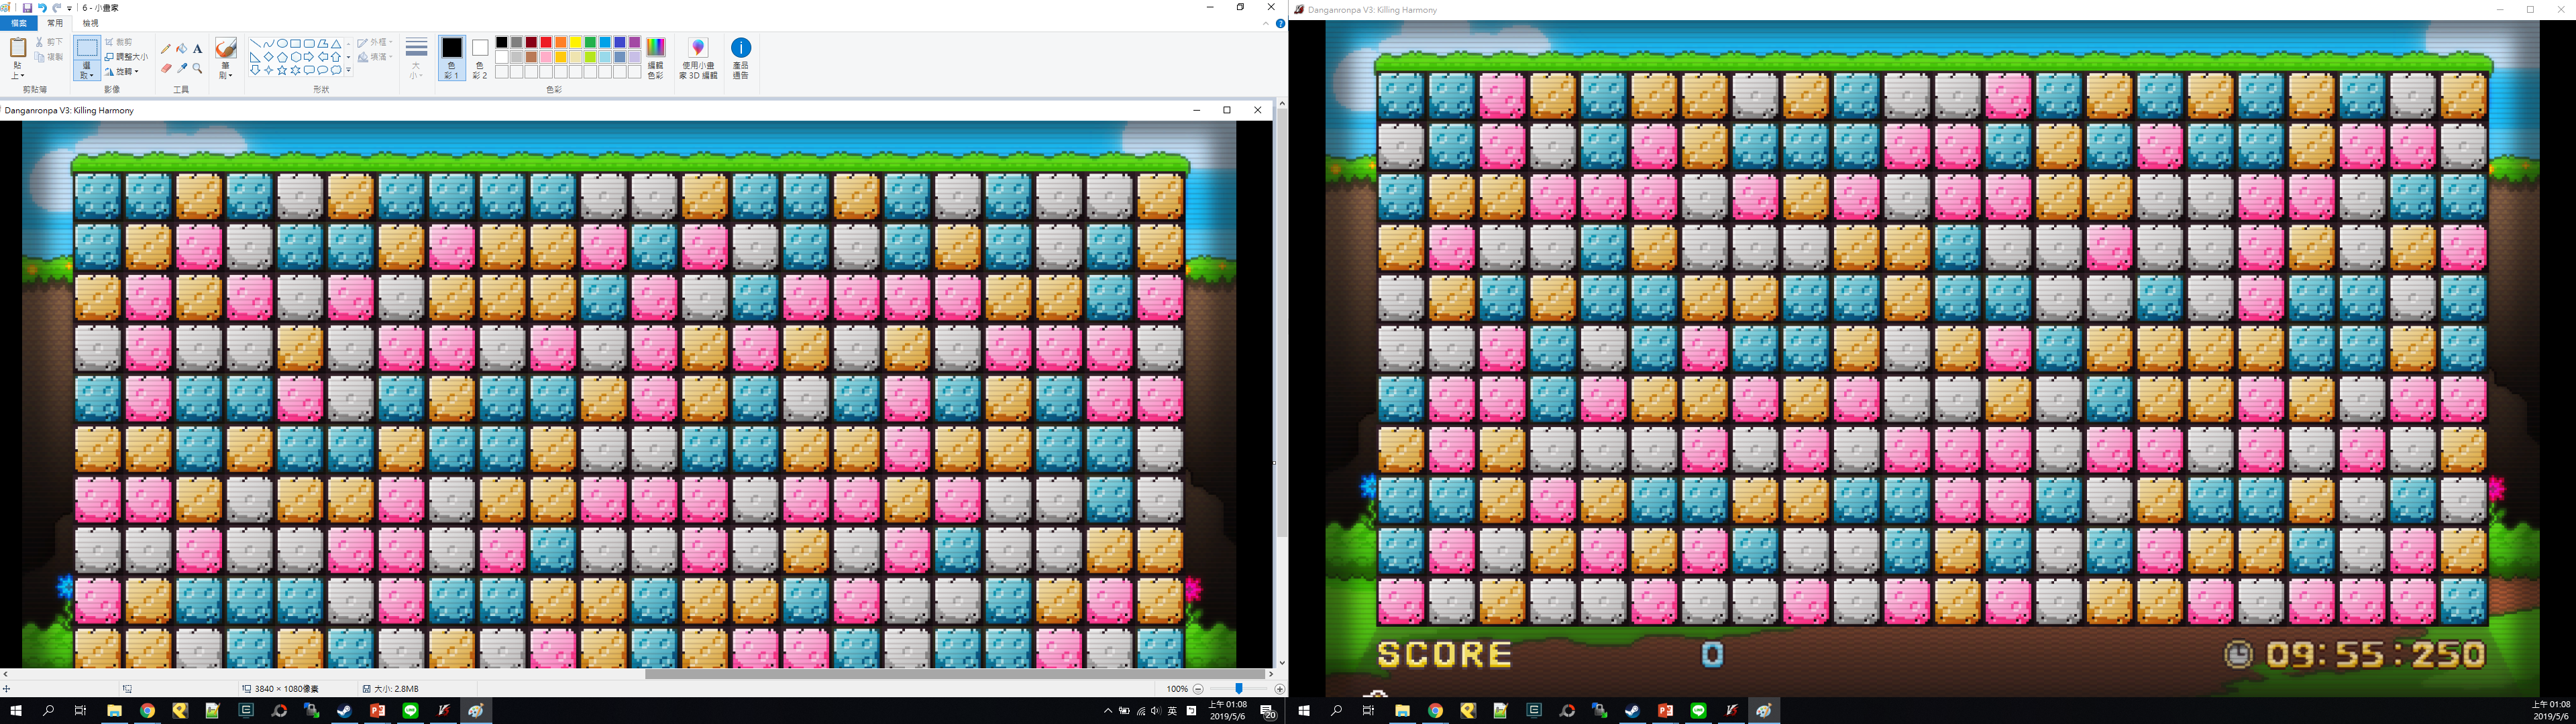 6 - 小畫家
檔案 常用 檢視
貼上 剪下 複製 剪貼簿
選取 裁剪 調整大小 旋轉 影像
工具
筆刷
外框 填滿 圖案
大小
色彩 1 色彩 2 編輯色彩 色彩
使用小畫家 3D 編輯
產品通告
Danganronpa V3: Killing Harmony
3840 × 1080像素 大小: 2.8MB 100%
英
上午 01:08
2019/5/6
20
Danganronpa V3: Killing Harmony
SCORE 0 09:55:250
上午 01:08
2019/5/6